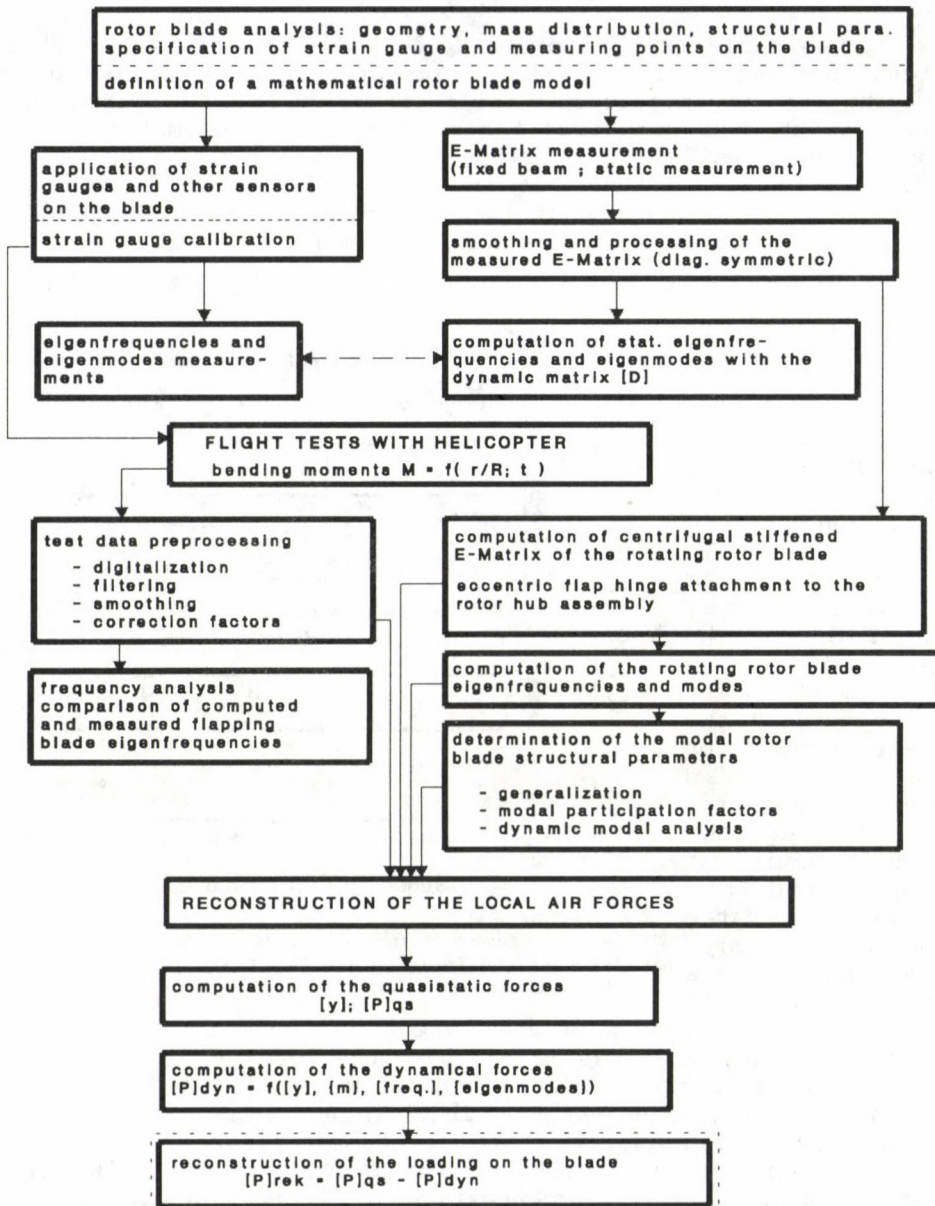 rotor blade analysis: geometry, mass distribution, structural para.
specification of strain gauge and measuring points on the blade
definition of a mathematical rotor blade model
application of strain
gauges and other sensors
on the blade
strain gauge calibration
E-Matrix measurement
(fixed beam ; static measurement)
smoothing and processing of the
measured E-Matrix (diag. symmetric)
eigenfrequencies and
eigenmodes measure-
ments
computation of stat. eigenfre-
quencies and eigenmodes with the
dynamic matrix [D]
FLIGHT TESTS WITH HELICOPTER
bending moments M = f( r/R; t )
test data preprocessing
- digitalization
- filtering
- smoothing
- correction factors
computation of centrifugal stiffened
E-Matrix of the rotating rotor blade
eccentric flap hinge attachment to the
rotor hub assembly
frequency analysis
comparison of computed
and measured flapping
blade eigenfrequencies
computation of the rotating rotor blade
eigenfrequencies and modes
determination of the modal rotor
blade structural parameters
- generalization
- modal participation factors
- dynamic modal analysis
RECONSTRUCTION OF THE LOCAL AIR FORCES
computation of the quasistatic forces
[y]; [P]qs
computation of the dynamical forces
[P]dyn = f([y], {m}, [freq.], {eigenmodes})
reconstruction of the loading on the blade
[P]rek = [P]qs - [P]dyn